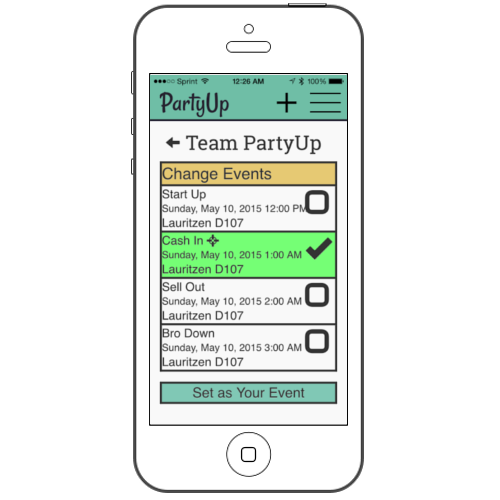 Sprint 12:26 AM 100%
PartyUp
Team PartyUp
Change Events
Start Up
Sunday, May 10, 2015 12:00 PM
Lauritzen D107
Cash In
Sunday, May 10, 2015 1:00 AM
Lauritzen D107
Sell Out
Sunday, May 10, 2015 2:00 AM
Lauritzen D107
Bro Down
Sunday, May 10, 2015 3:00 AM
Lauritzen D107
Set as Your Event